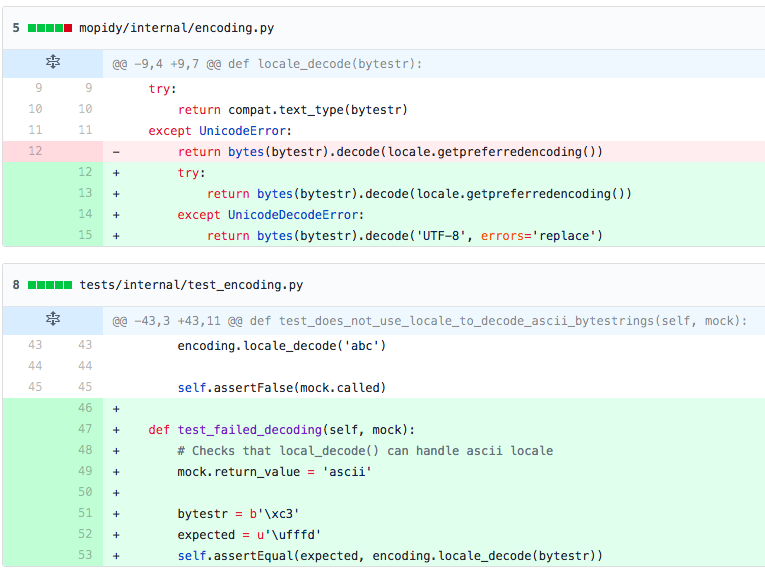 5 mopidy/internal/encoding.py
@@ -9,4 +9,7 @@ def locale_decode(bytestr):
9 9 try:
10 10 return compat.text_type(bytestr)
11 11 except UnicodeError:
12 - return bytes(bytestr).decode(locale.getpreferredencoding())
12 + try:
13 + return bytes(bytestr).decode(locale.getpreferredencoding())
14 + except UnicodeDecodeError:
15 + return bytes(bytestr).decode('UTF-8', errors='replace')
8 tests/internal/test_encoding.py
@@ -43,3 +43,11 @@ def test_does_not_use_locale_to_decode_ascii_bytestrings(self, mock):
43 43 encoding.locale_decode('abc')
44 44
45 45 self.assertFalse(mock.called)
46 +
47 + def test_failed_decoding(self, mock):
48 + # Checks that local_decode() can handle ascii locale
49 + mock.return_value = 'ascii'
50 +
51 + bytestr = b'\xc3'
52 + expected = u'\ufffd'
53 + self.assertEqual(expected, encoding.locale_decode(bytestr))